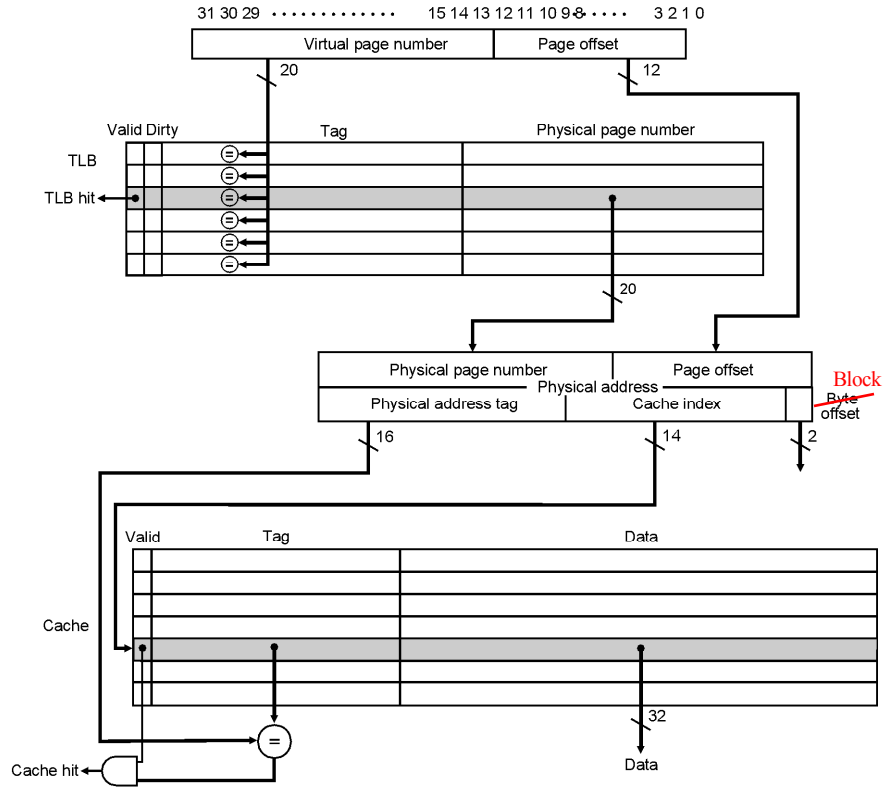 31 30 29 ·················· 15 14 13 12 11 10 9 8 ······ 3 2 1 0
Virtual page number Page offset
20 12
Valid Dirty Tag Physical page number
TLB
=
=
TLB hit =
=
=
=
20
Physical page number Page offset
Physical address
Block
Physical address tag Cache index Byte
offset
16 14 2
Valid Tag Data
Cache
32
=
Data
Cache hit